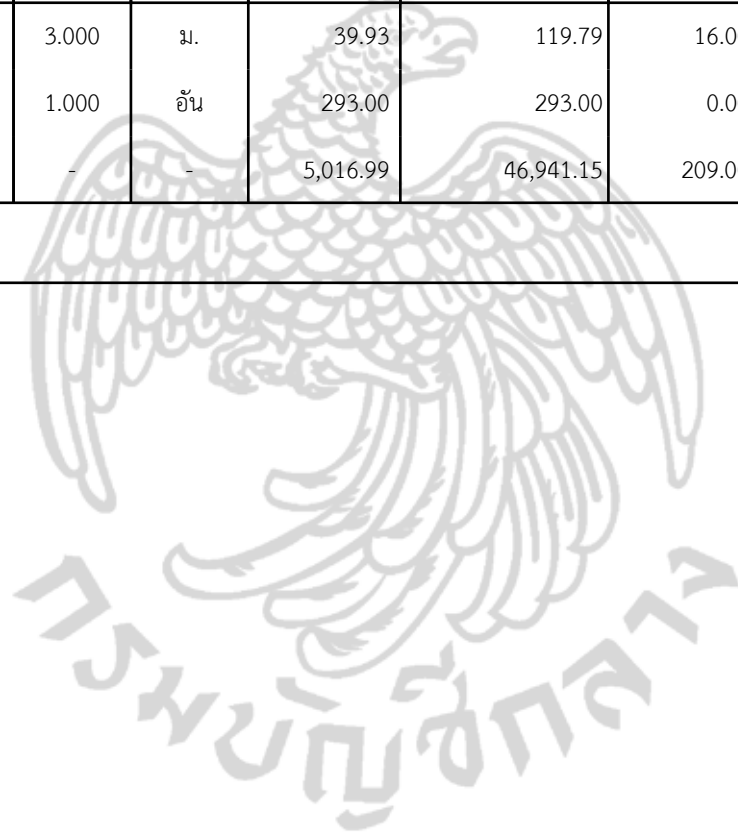 3.000 ม. 39.93 119.79 16.0
1.000 อัน 293.00 293.00 0.0
- - 5,016.99 46,941.15 209.0
กรมบัญชีกลาง